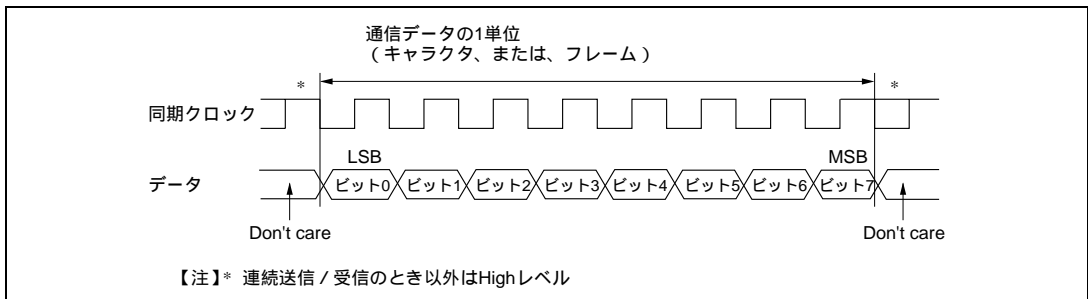 通信データの1単位
（キャラクタ、または、フレーム）
* *
同期クロック
LSB MSB
データ ビット0 ビット1 ビット2 ビット3 ビット4 ビット5 ビット6 ビット7
Don't care Don't care
【注】* 連続送信／受信のとき以外はHighレベル